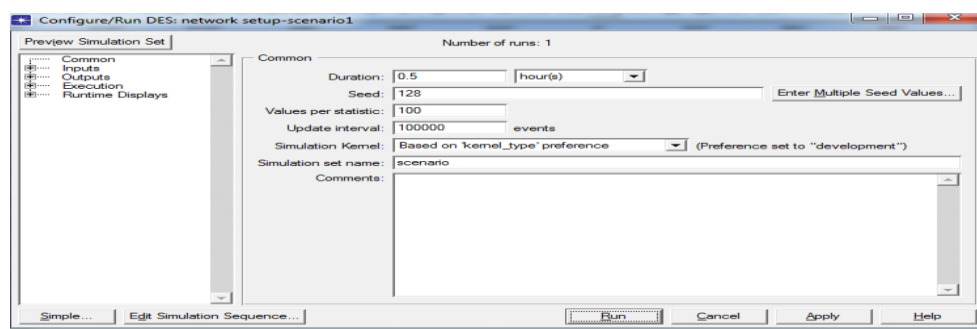 Configure/Run DES: network setup-scenario1
Preview Simulation Set
Number of runs: 1
Common
Inputs
Outputs
Execution
Runtime Displays
Common
Duration: 0.5 hour(s)
Seed: 128 Enter Multiple Seed Values...
Values per statistic: 100
Update interval: 100000 events
Simulation Kernel: Based on 'kernel_type' preference (Preference set to "development")
Simulation set name: scenario
Comments:
Simple... Edit Simulation Sequence... Run Cancel Apply Help